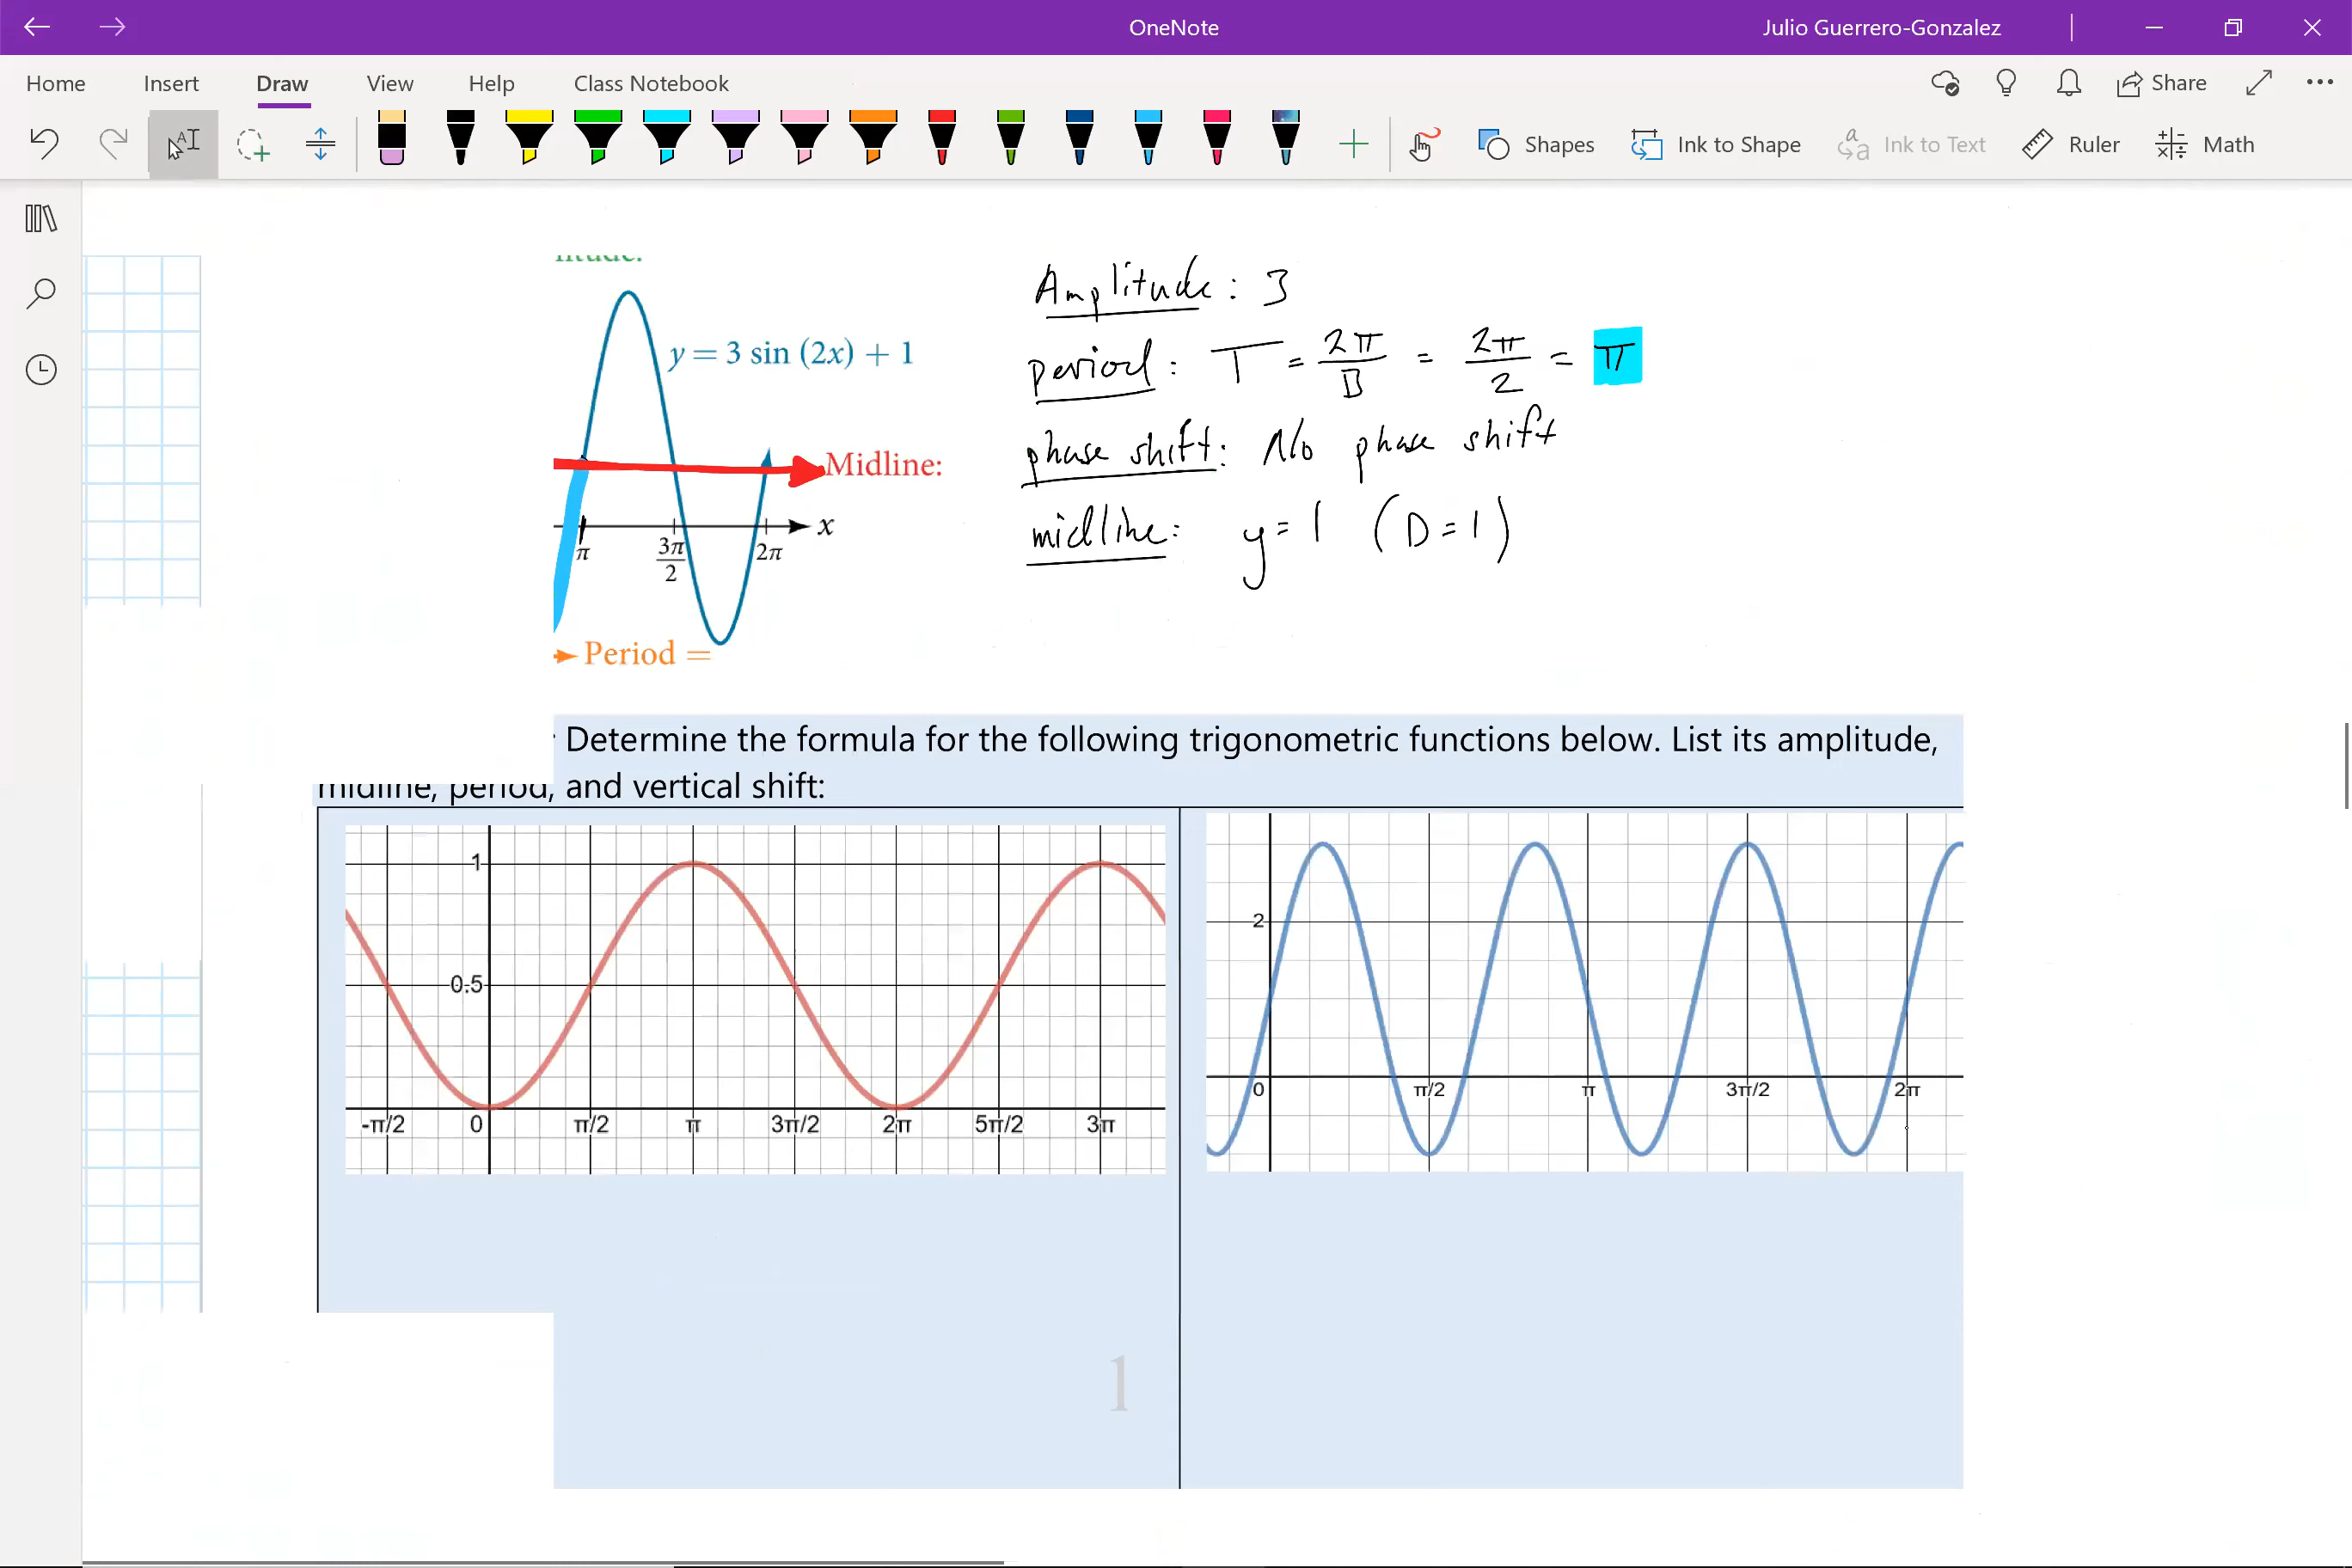 OneNote
Julio Guerrero-Gonzalez
Home Insert Draw View Help Class Notebook
Share
Shapes Ink to Shape Ink to Text Ruler Math
y = 3 sin (2x) + 1
Midline:
x
π 3π/2 2π
Period =
Amplitude: 3
period: T = 2π/B = 2π/2 = π
phase shift: No phase shift
midline: y=1 (D=1)
Determine the formula for the following trigonometric functions below. List its amplitude,
midline, period, and vertical shift:
1
0.5
-π/2 0 π/2 π 3π/2 2π 5π/2 3π
2
0 π/2 π 3π/2 2π
1